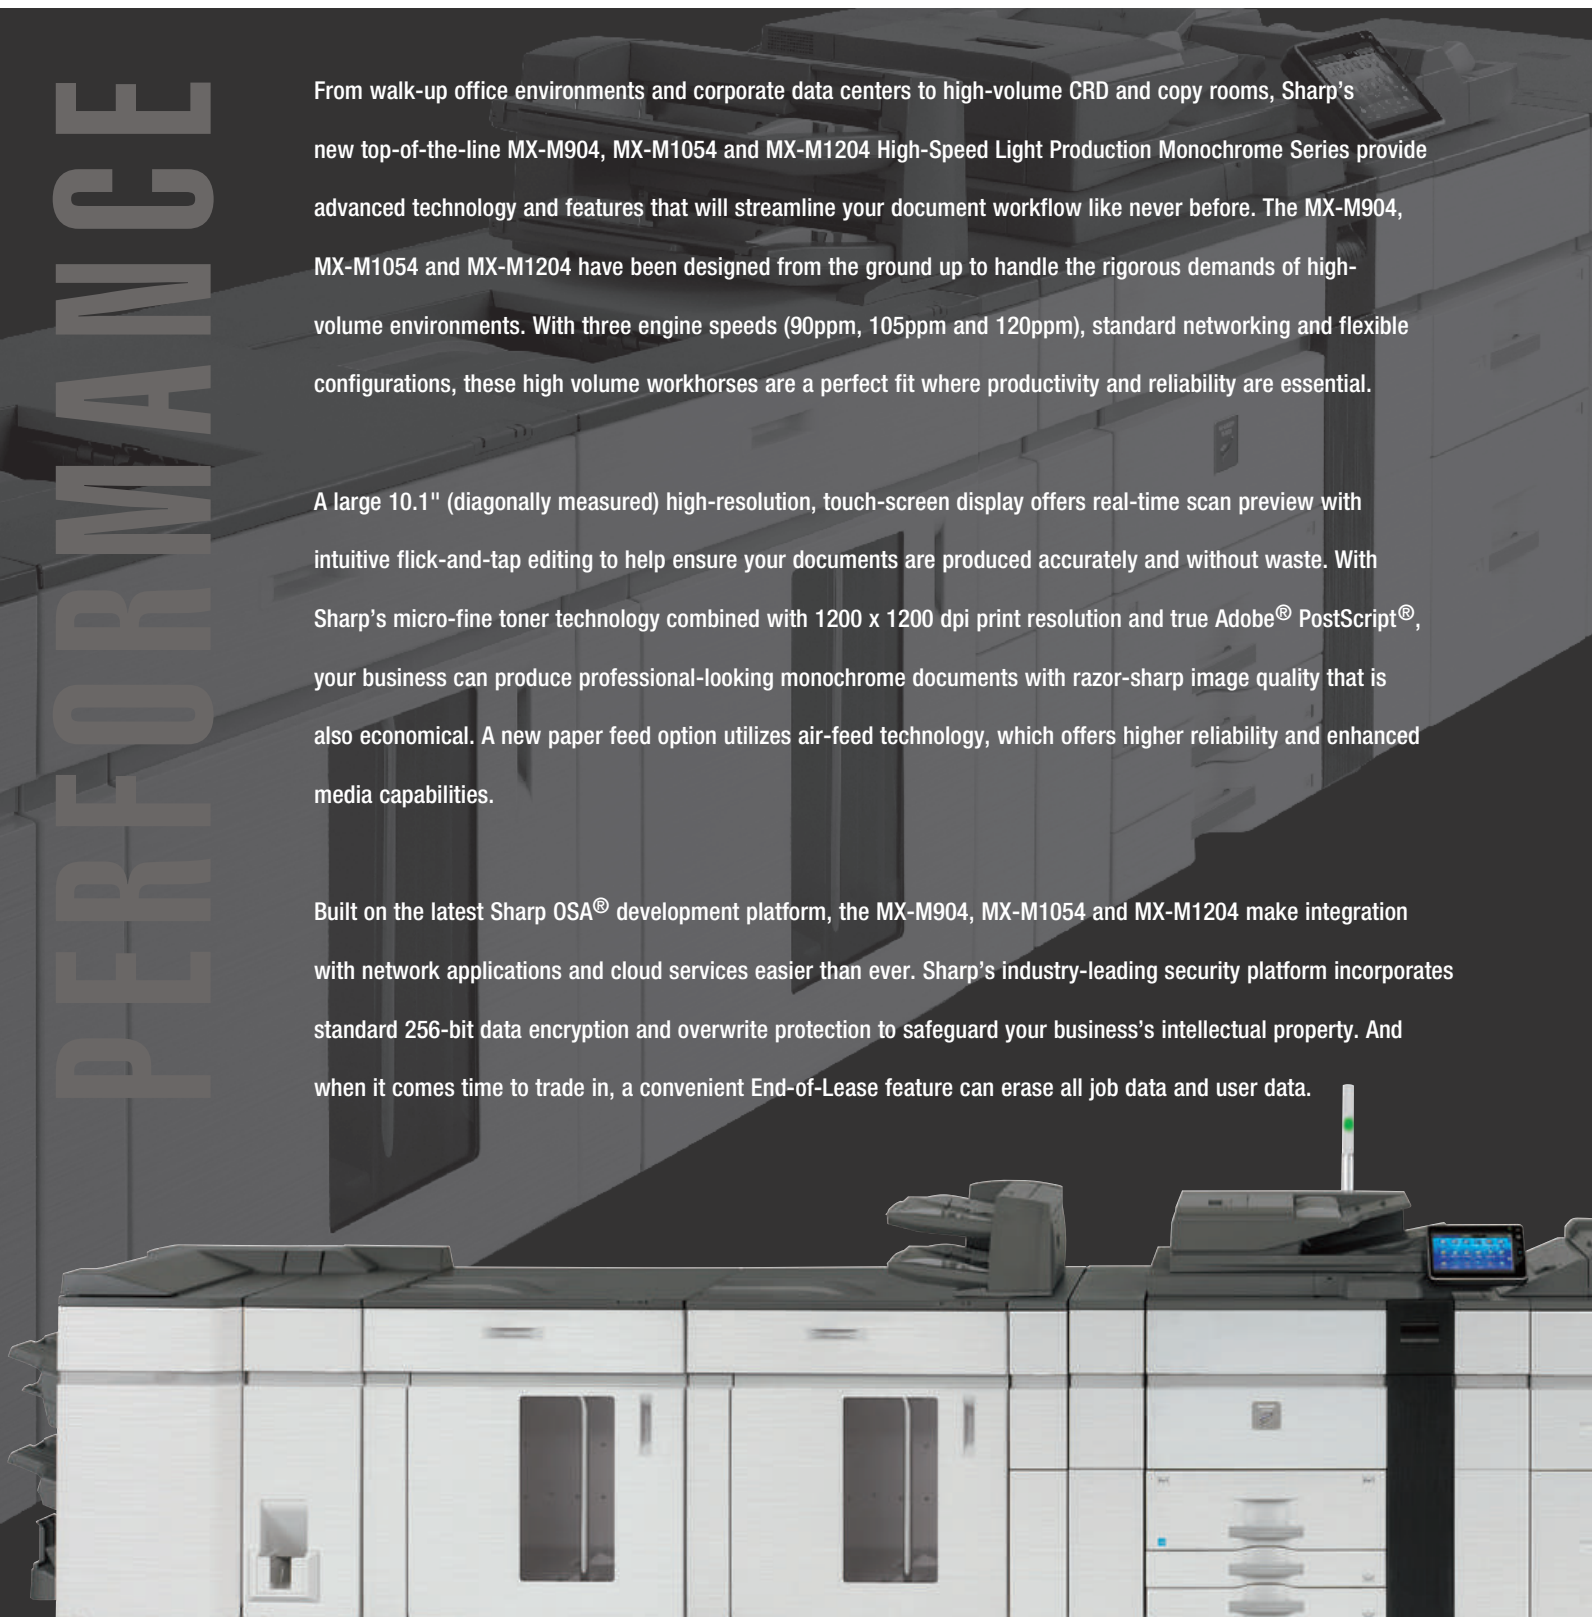 PERFORMANCE
From walk-up office environments and corporate data centers to high-volume CRD and copy rooms, Sharp’s
new top-of-the-line MX-M904, MX-M1054 and MX-M1204 High-Speed Light Production Monochrome Series provide
advanced technology and features that will streamline your document workflow like never before. The MX-M904,
MX-M1054 and MX-M1204 have been designed from the ground up to handle the rigorous demands of high-
volume environments. With three engine speeds (90ppm, 105ppm and 120ppm), standard networking and flexible
configurations, these high volume workhorses are a perfect fit where productivity and reliability are essential.
A large 10.1" (diagonally measured) high-resolution, touch-screen display offers real-time scan preview with
intuitive flick-and-tap editing to help ensure your documents are produced accurately and without waste. With
Sharp’s micro-fine toner technology combined with 1200 x 1200 dpi print resolution and true Adobe® PostScript®,
your business can produce professional-looking monochrome documents with razor-sharp image quality that is
also economical. A new paper feed option utilizes air-feed technology, which offers higher reliability and enhanced
media capabilities.
Built on the latest Sharp OSA® development platform, the MX-M904, MX-M1054 and MX-M1204 make integration
with network applications and cloud services easier than ever. Sharp’s industry-leading security platform incorporates
standard 256-bit data encryption and overwrite protection to safeguard your business’s intellectual property. And
when it comes time to trade in, a convenient End-of-Lease feature can erase all job data and user data.